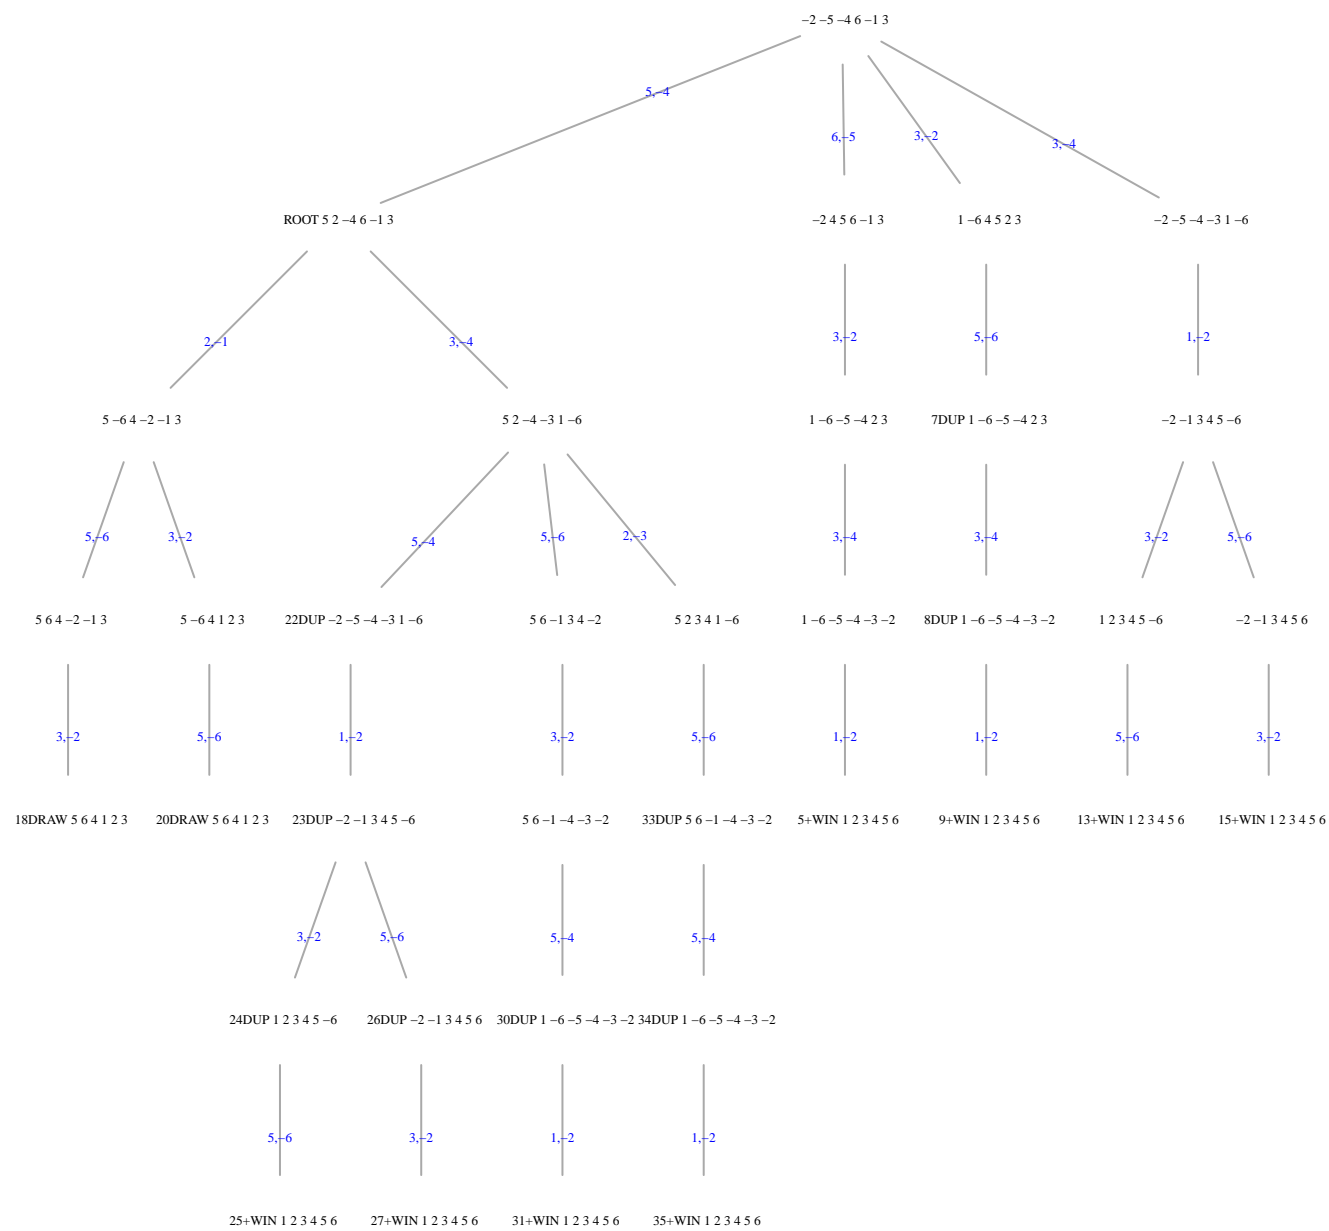 −2 −5 −4 6 −1 3
5,−4
6,−5
3,−2
3,−4
ROOT 5 2 −4 6 −1 3
−2 4 5 6 −1 3
1 −6 4 5 2 3
−2 −5 −4 −3 1 −6
2,−1
3,−4
3,−2
5,−6
1,−2
5 −6 4 −2 −1 3
5 2 −4 −3 1 −6
1 −6 −5 −4 2 3
7DUP 1 −6 −5 −4 2 3
−2 −1 3 4 5 −6
5,−6
3,−2
5,−4
5,−6
2,−3
3,−4
3,−4
3,−2
5,−6
5 6 4 −2 −1 3
5 −6 4 1 2 3
22DUP −2 −5 −4 −3 1 −6
5 6 −1 3 4 −2
5 2 3 4 1 −6
1 −6 −5 −4 −3 −2
8DUP 1 −6 −5 −4 −3 −2
1 2 3 4 5 −6
−2 −1 3 4 5 6
3,−2
5,−6
1,−2
3,−2
5,−6
1,−2
1,−2
5,−6
3,−2
18DRAW 5 6 4 1 2 3
20DRAW 5 6 4 1 2 3
23DUP −2 −1 3 4 5 −6
5 6 −1 −4 −3 −2
33DUP 5 6 −1 −4 −3 −2
5+WIN 1 2 3 4 5 6
9+WIN 1 2 3 4 5 6
13+WIN 1 2 3 4 5 6
15+WIN 1 2 3 4 5 6
3,−2
5,−6
5,−4
5,−4
24DUP 1 2 3 4 5 −6
26DUP −2 −1 3 4 5 6
30DUP 1 −6 −5 −4 −3 −2
34DUP 1 −6 −5 −4 −3 −2
5,−6
3,−2
1,−2
1,−2
25+WIN 1 2 3 4 5 6
27+WIN 1 2 3 4 5 6
31+WIN 1 2 3 4 5 6
35+WIN 1 2 3 4 5 6